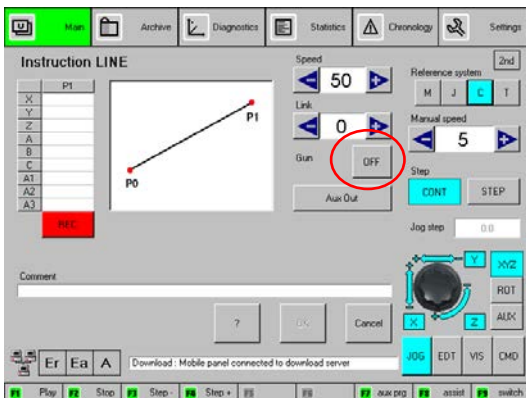 Main Archive Diagnostics Statistics Chronology Settings
Instruction LINE
P1
X
Y
Z
A
B
C
A1
A2
A3
REC
P0
P1
Speed
50
Link
0
Gun OFF
Aux Out
2nd
Reference system
M J C T
Manual speed
5
Step
CONT STEP
Jog step 0.0
Comment
? OK Cancel
Y XYZ
ROT
X Z AUX
JOG EDT VIS CMD
Er Ea A Download : Mobile panel connected to download server
F1 Play F2 Stop F3 Step - F4 Step + F5 F6 F7 aux prg F8 assist F9 switch